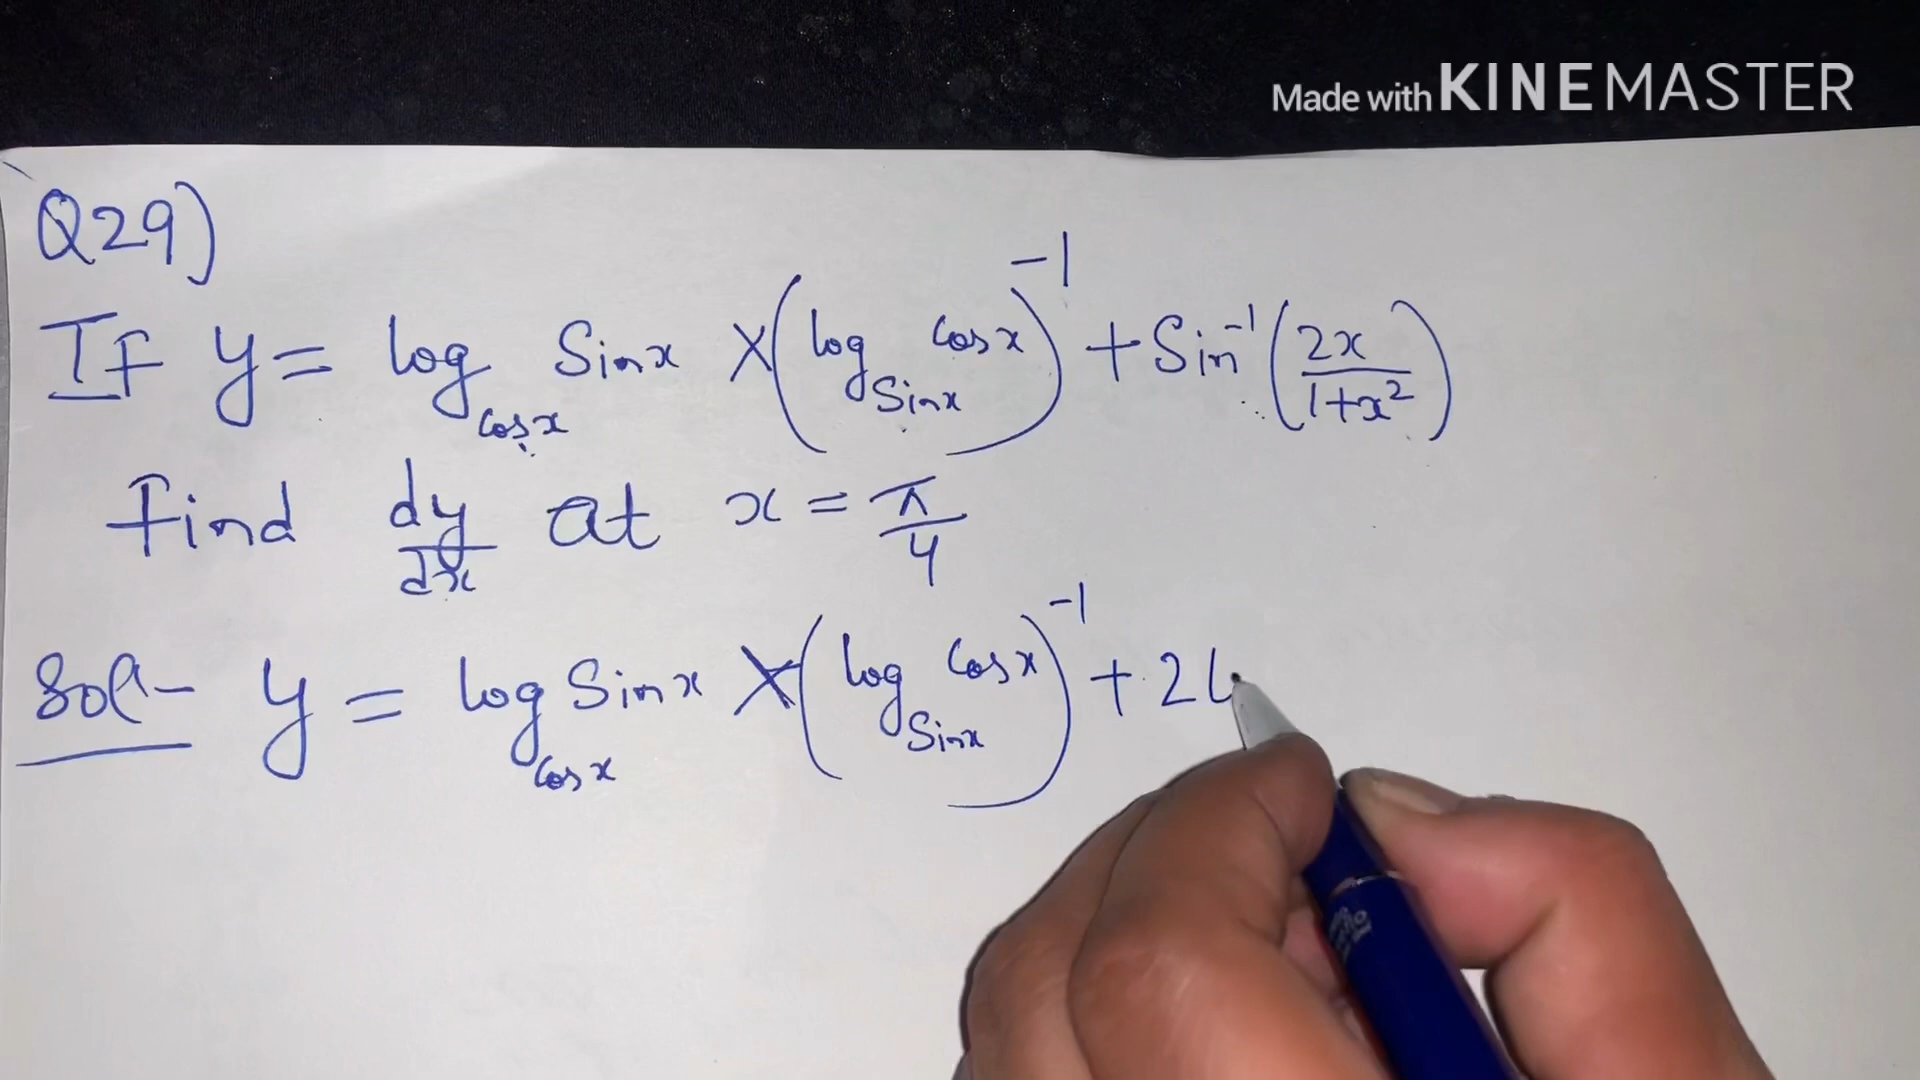 Made with KINEMASTER
Q29)
If y = log_cosx Sinx × (log_Sinx Cosx)^-1 + Sin^-1 (2x/1+x²)
Find dy/dx at x = π/4
Sol- y = log_cosx Sinx × (log_Sinx Cosx)^-1 + 2